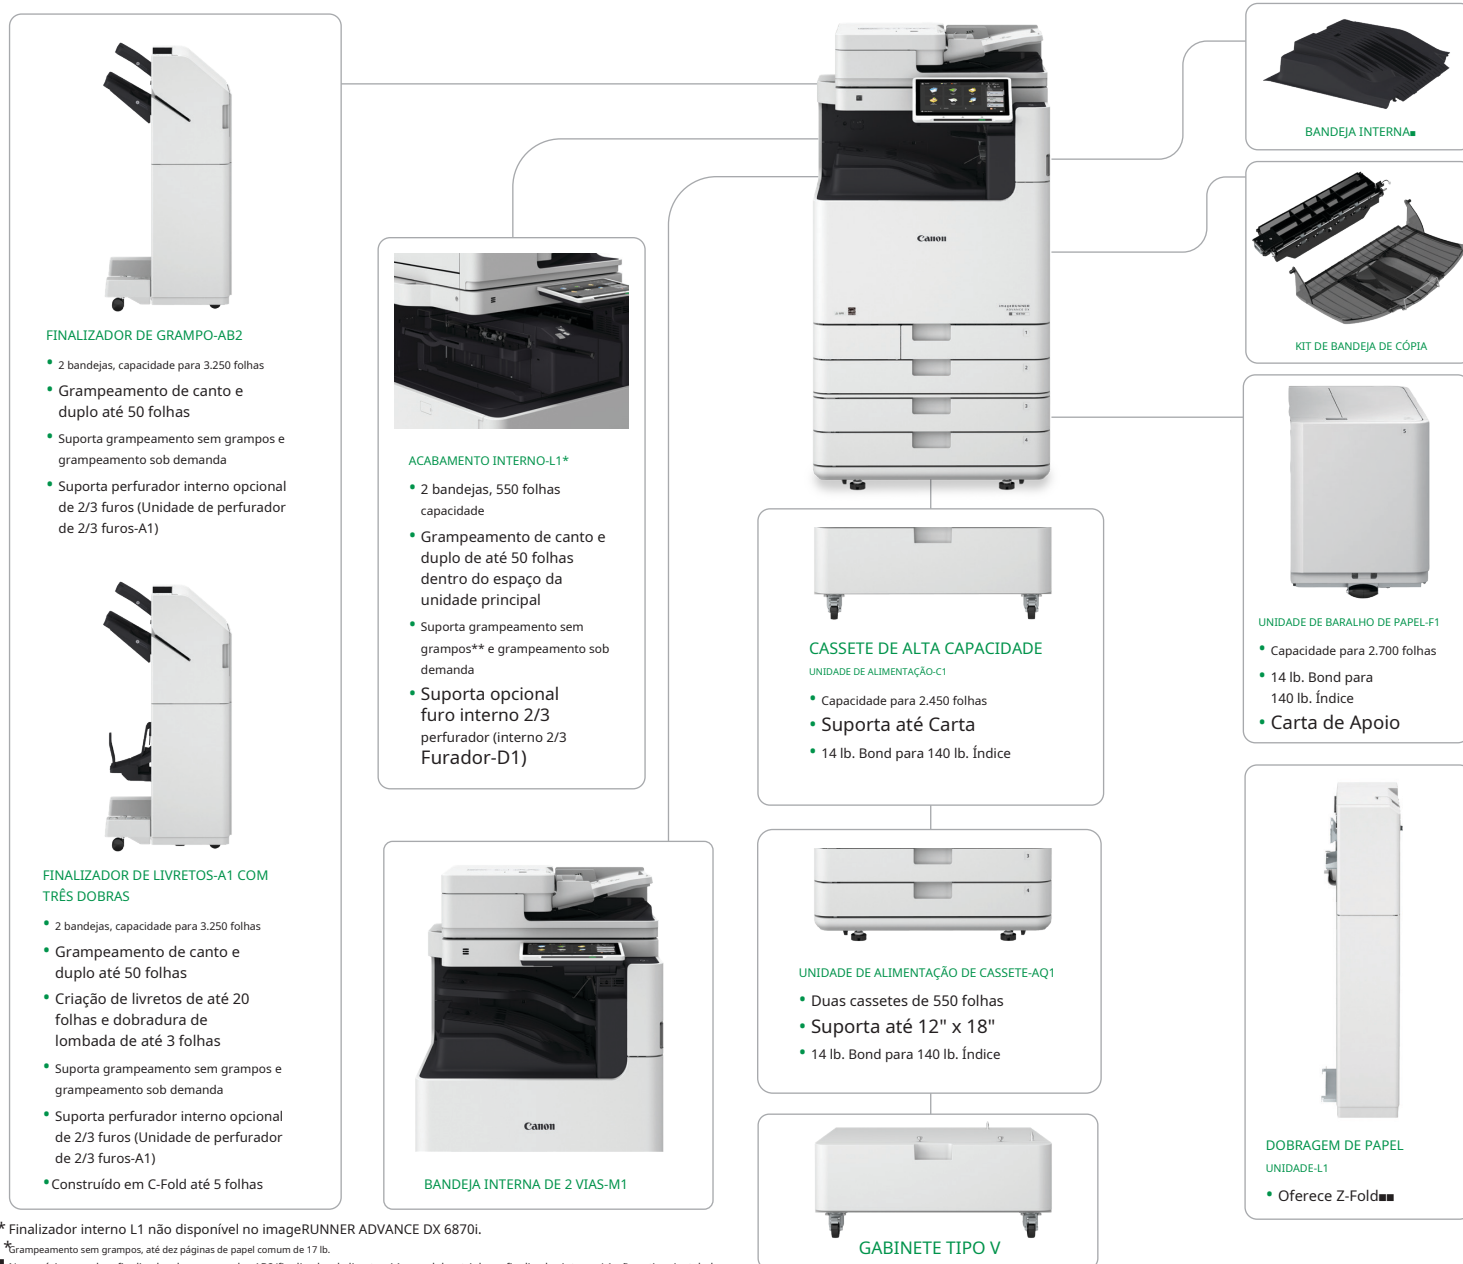 FINALIZADOR DE GRAMPO-AB2
• 2 bandejas, capacidade para 3.250 folhas
• Grampeamento de canto e
duplo até 50 folhas
• Suporta grampeamento sem grampos e
grampeamento sob demanda
• Suporta perfurador interno opcional
de 2/3 furos (Unidade de perfurador
de 2/3 furos-A1)
FINALIZADOR DE LIVRETOS-A1 COM
TRÊS DOBRAS
• 2 bandejas, capacidade para 3.250 folhas
• Grampeamento de canto e
duplo até 50 folhas
• Criação de livretos de até 20
folhas e dobradura de
lombada de até 3 folhas
• Suporta grampeamento sem grampos e
grampeamento sob demanda
• Suporta perfurador interno opcional
de 2/3 furos (Unidade de perfurador
de 2/3 furos-A1)
• Construído em C-Fold até 5 folhas
ACABAMENTO INTERNO-L1*
• 2 bandejas, 550 folhas
capacidade
• Grampeamento de canto e
duplo de até 50 folhas
dentro do espaço da
unidade principal
• Suporta grampeamento sem
grampos** e grampeamento sob
demanda
• Suporta opcional
furo interno 2/3
perfurador (interno 2/3
Furador-D1)
Canon
BANDEJA INTERNA DE 2 VIAS-M1
Canon
1
2
3
4
CASSETE DE ALTA CAPACIDADE
UNIDADE DE ALIMENTAÇÃO-C1
• Capacidade para 2.450 folhas
• Suporta até Carta
• 14 lb. Bond para 140 lb. Índice
3
4
UNIDADE DE ALIMENTAÇÃO DE CASSETE-AQ1
• Duas cassetes de 550 folhas
• Suporta até 12" x 18"
• 14 lb. Bond para 140 lb. Índice
GABINETE TIPO V
BANDEJA INTERNA■
KIT DE BANDEJA DE CÓPIA
5
UNIDADE DE BARALHO DE PAPEL-F1
• Capacidade para 2.700 folhas
• 14 lb. Bond para
140 lb. Índice
• Carta de Apoio
DOBRAGEM DE PAPEL
UNIDADE-L1
• Oferece Z-Fold■■
* Finalizador interno L1 não disponível no imageRUNNER ADVANCE DX 6870i.
* Grampeamento sem grampos, até dez páginas de papel comum de 17 lb.